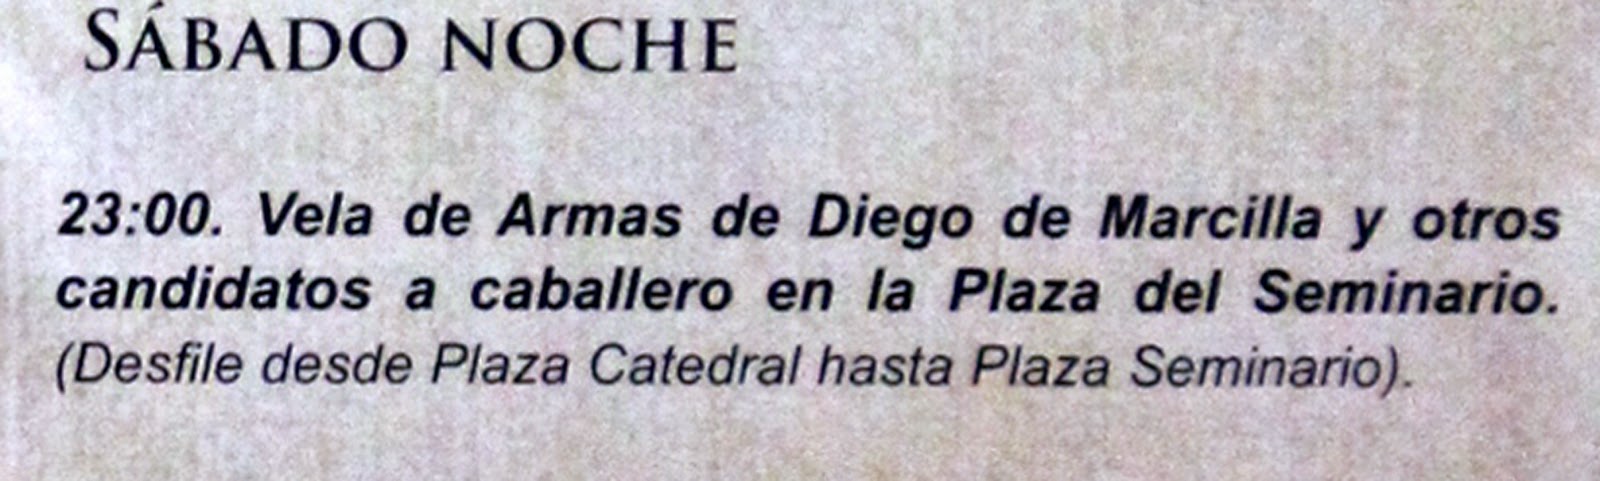 SÁBADO NOCHE
23:00. Vela de Armas de Diego de Marcilla y otros
candidatos a caballero en la Plaza del Seminario.
(Desfile desde Plaza Catedral hasta Plaza Seminario).